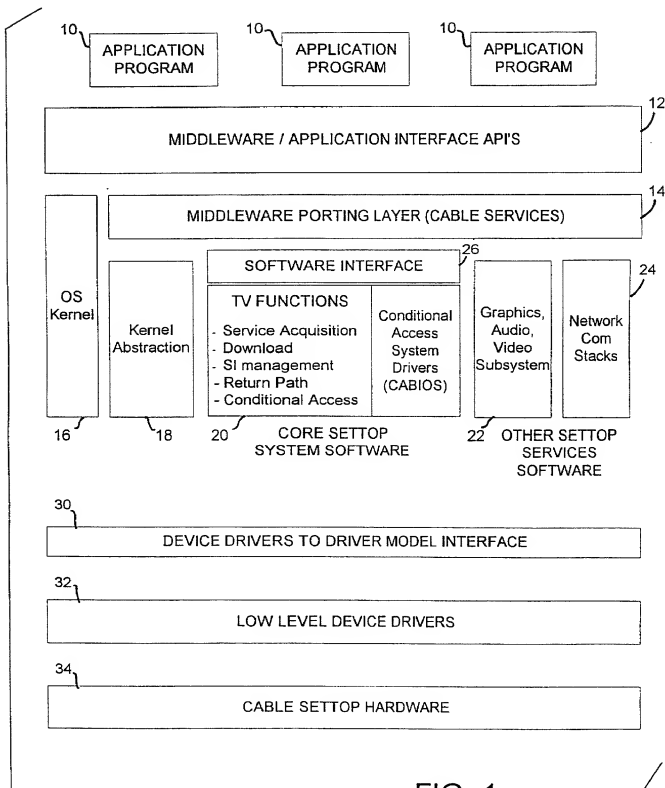 10 10 10
APPLICATION PROGRAM
APPLICATION PROGRAM
APPLICATION PROGRAM
12
MIDDLEWARE / APPLICATION INTERFACE API'S
14
MIDDLEWARE PORTING LAYER (CABLE SERVICES)
26
SOFTWARE INTERFACE
24
OS
Kernel
Kernel
Abstraction
TV FUNCTIONS
- Service Acquisition
- Download
- SI management
- Return Path
- Conditional Access
Conditional
Access
System
Drivers
(CABIOS)
Graphics,
Audio,
Video
Subsystem
Network
Com
Stacks
16 18 20 22
CORE SETTOP
SYSTEM SOFTWARE
OTHER SETTOP
SERVICES
SOFTWARE
30
DEVICE DRIVERS TO DRIVER MODEL INTERFACE
32
LOW LEVEL DEVICE DRIVERS
34
CABLE SETTOP HARDWARE
FIG. 1